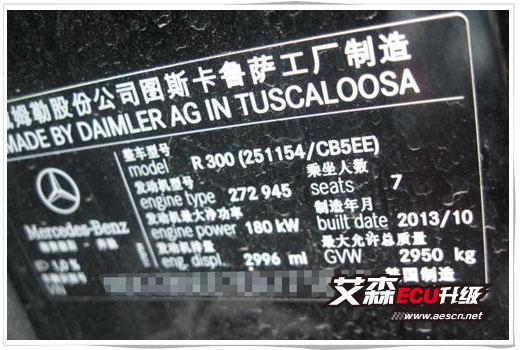 姆勒股份公司图斯卡鲁萨工厂制造
MADE BY DAIMLER AG IN TUSCALOOSA
整车型号
model R 300 (251154/CB5EE)
发动机型号 乘坐人数
engine type 272 945 seats 7
发动机最大净功率 制造年月
engine power 180 kW built date 2013/10
发动机排量 最大允许总质量
eng. displ. 2996 ml GVW 2950 kg
Mercedes-Benz
美国制造
艾森ECU升级
www.aescn.net